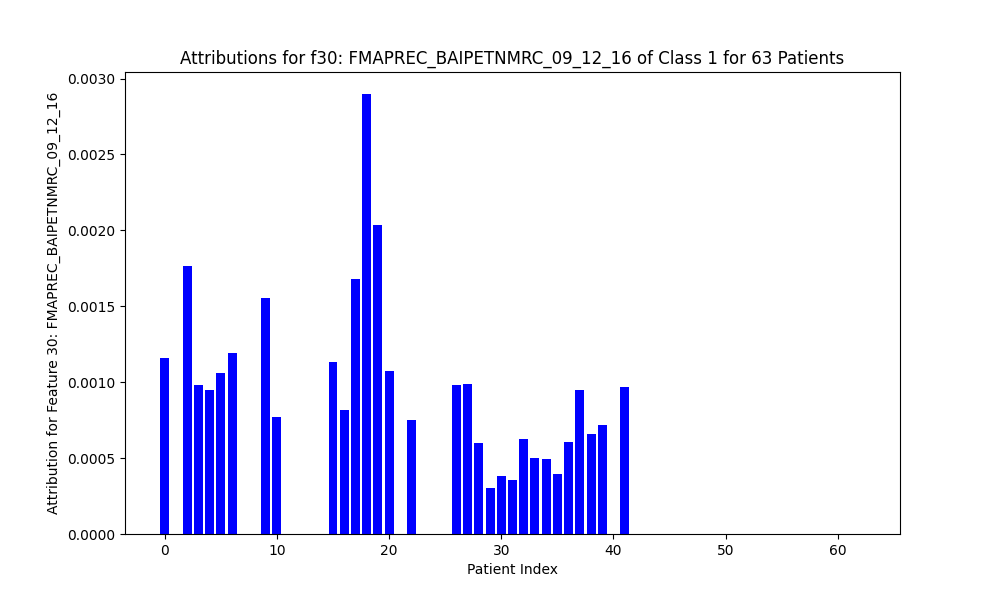 Attributions for f30: FMAPREC_BAIPETNMRC_09_12_16 of Class 1 for 63 Patients
Attribution for Feature 30: FMAPREC_BAIPETNMRC_09_12_16
0.0030
0.0025
0.0020
0.0015
0.0010
0.0005
0.0000
0 10 20 30 40 50 60
Patient Index